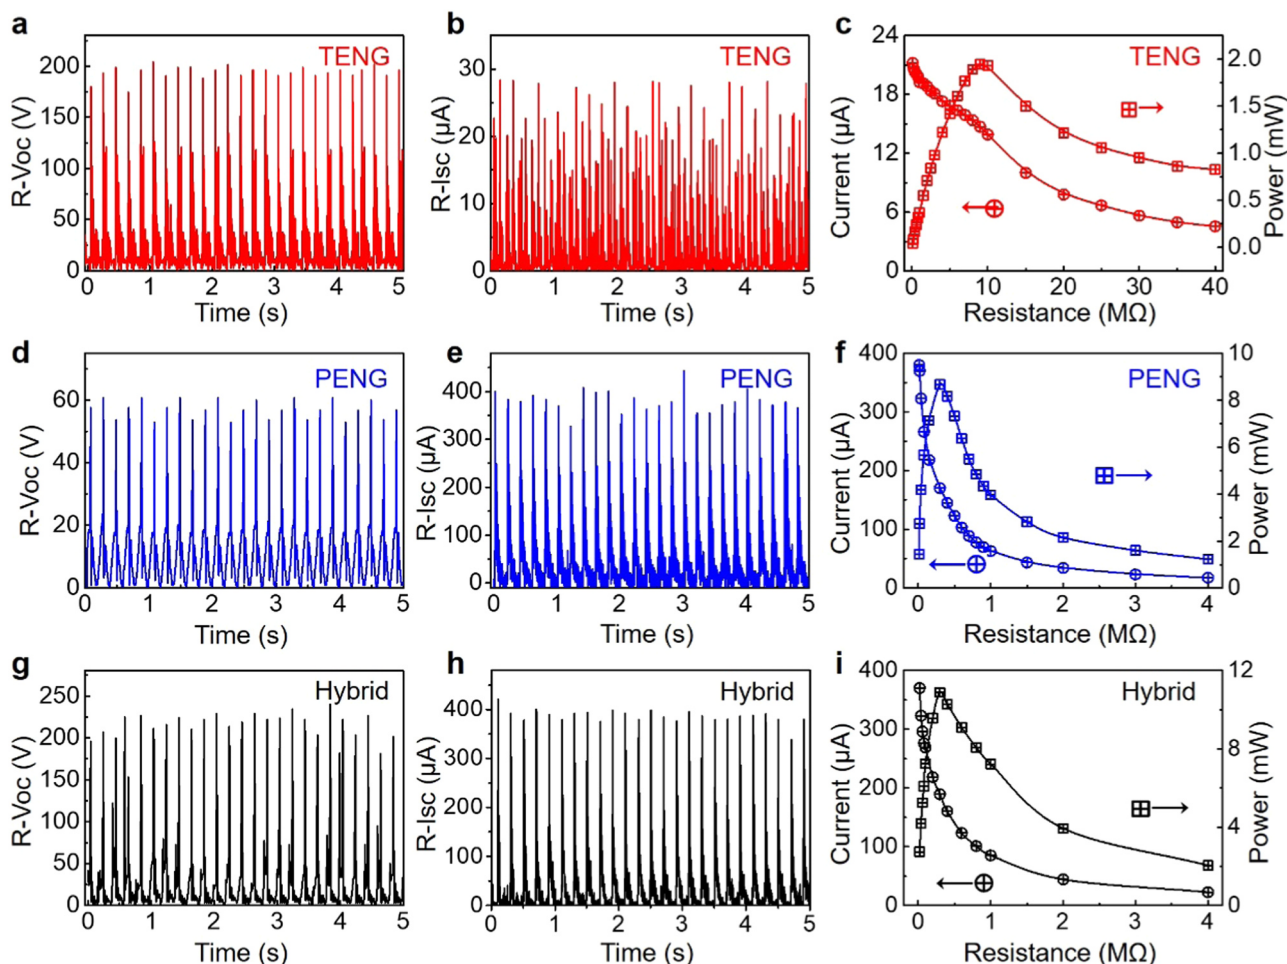 a
R-Voc (V)
200
150
100
50
0
TENG
0 1 2 3 4 5
Time (s)
b
R-Isc (µA)
30
20
10
0
TENG
0 1 2 3 4 5
Time (s)
c
Current (µA)
24
18
12
6
0
TENG
2.0
1.5
1.0
0.5
0.0
Power (mW)
0 10 20 30 40
Resistance (MΩ)
d
R-Voc (V)
60
40
20
0
PENG
0 1 2 3 4 5
Time (s)
e
R-Isc (µA)
400
300
200
100
0
PENG
0 1 2 3 4 5
Time (s)
f
Current (µA)
400
300
200
100
0
PENG
10
8
6
4
2
0
Power (mW)
0 1 2 3 4
Resistance (MΩ)
g
R-Voc (V)
250
200
150
100
50
0
Hybrid
0 1 2 3 4 5
Time (s)
h
R-Isc (µA)
400
300
200
100
0
Hybrid
0 1 2 3 4 5
Time (s)
i
Current (µA)
400
300
200
100
0
Hybrid
12
8
4
0
Power (mW)
0 1 2 3 4
Resistance (MΩ)